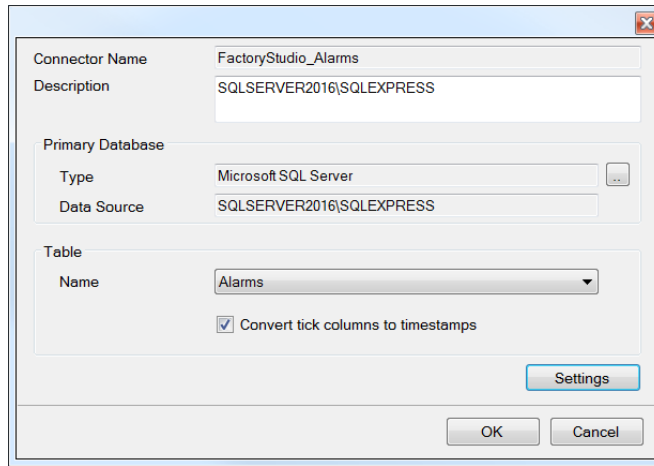 Connector Name FactoryStudio_Alarms
Description SQLSERVER2016\SQLEXPRESS
Primary Database
Type Microsoft SQL Server ..
Data Source SQLSERVER2016\SQLEXPRESS
Table
Name Alarms
Convert tick columns to timestamps
Settings
OK Cancel